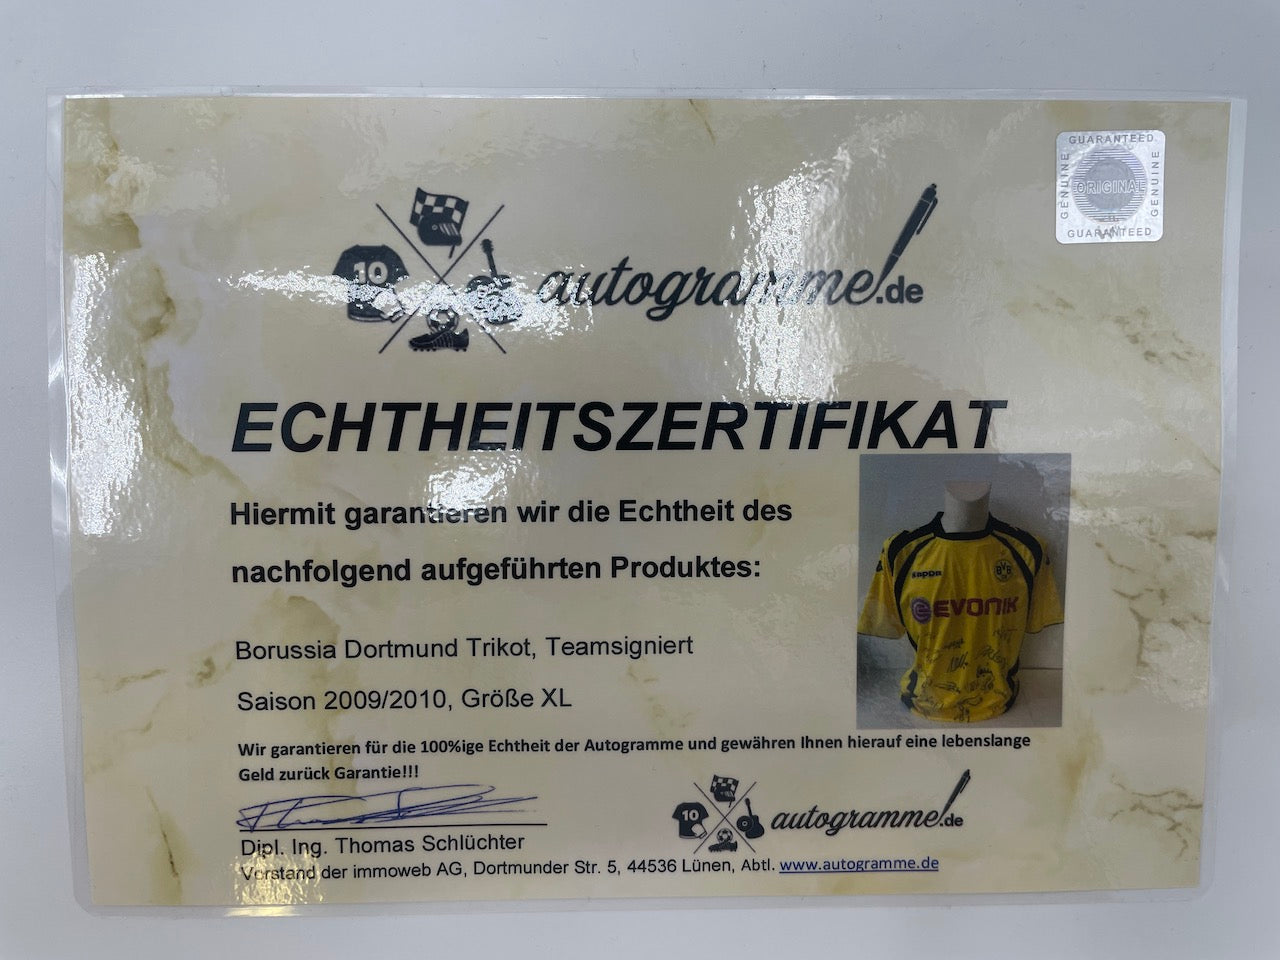 GUARANTEED
GENUINE
ORIGINAL
GENUINE
GUARANTEED
10
autogramme.de
ECHTHEITSZERTIFIKAT
Hiermit garantieren wir die Echtheit des
nachfolgend aufgeführten Produktes:
Kappa
BVB
09
EVONIK
Borussia Dortmund Trikot, Teamsigniert
Saison 2009/2010, Größe XL
Wir garantieren für die 100%ige Echtheit der Autogramme und gewähren Ihnen hierauf eine lebenslange
Geld zurück Garantie!!!
10
autogramme.de
Dipl. Ing. Thomas Schlüchter
Vorstand der immoweb AG, Dortmunder Str. 5, 44536 Lünen, Abtl. www.autogramme.de